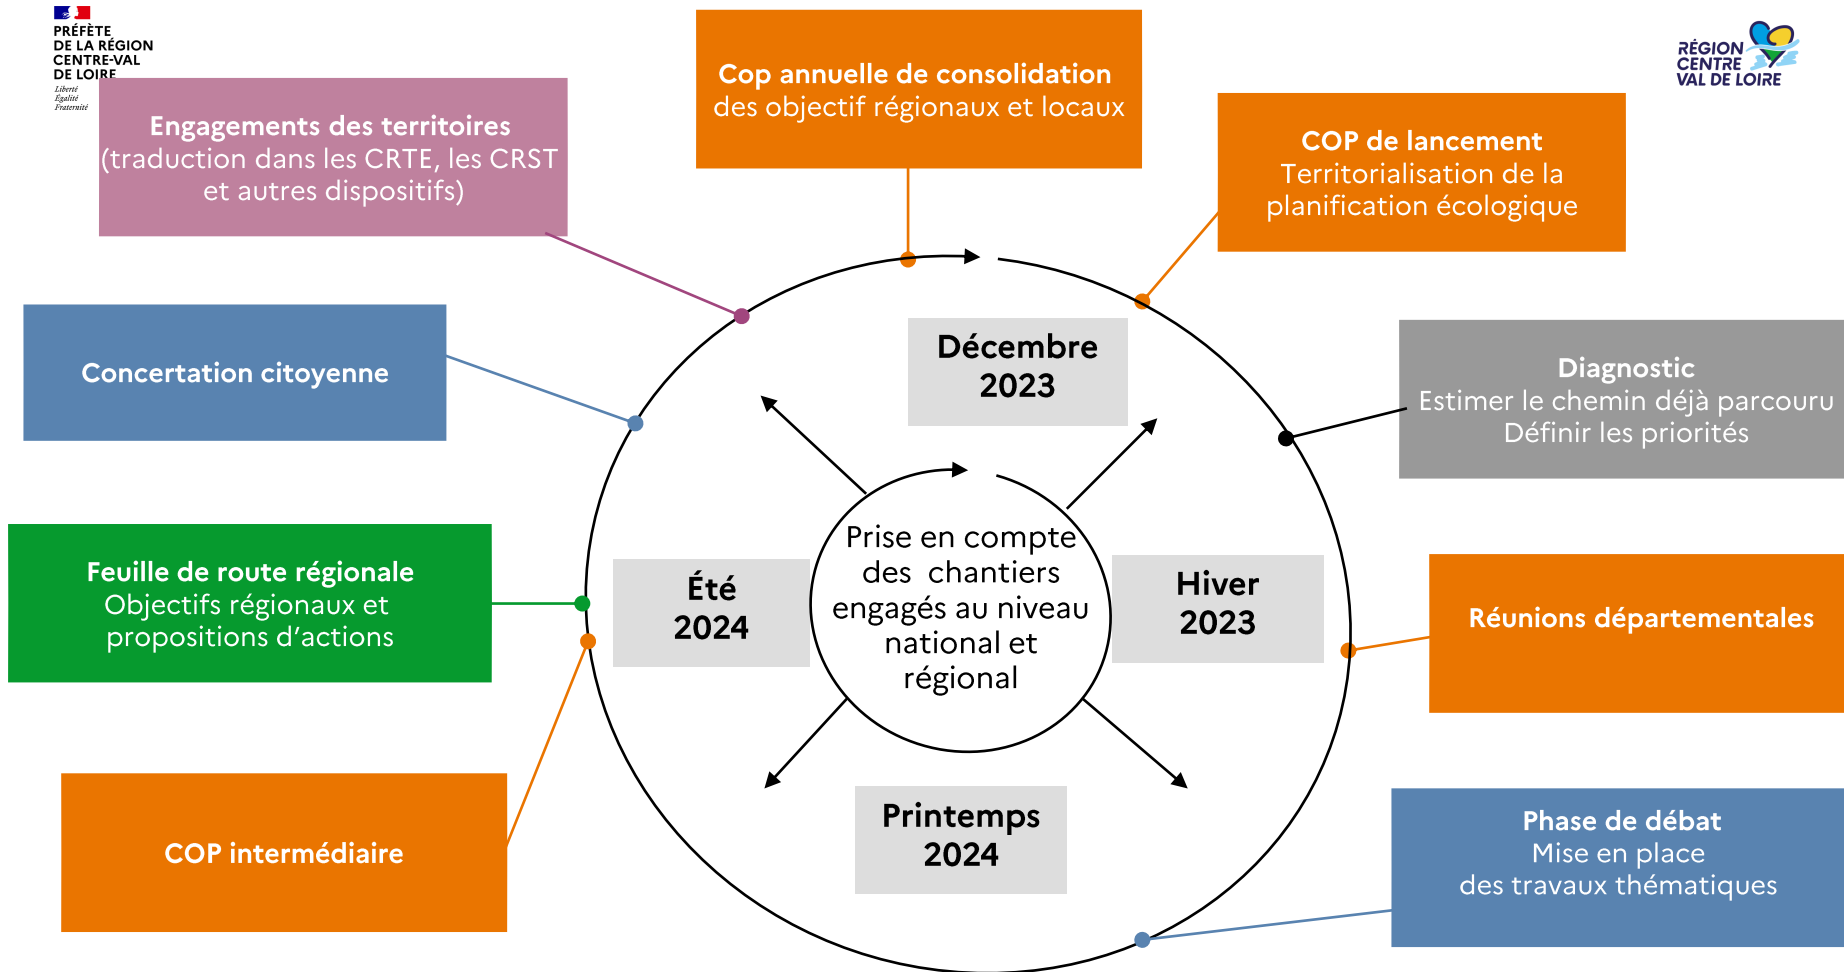 PRÉFÈTE
DE LA RÉGION
CENTRE-VAL
DE LOIRE
Liberté
Égalité
Fraternité
RÉGION
CENTRE
VAL DE LOIRE
Cop annuelle de consolidation
des objectif régionaux et locaux
COP de lancement
Territorialisation de la
planification écologique
Diagnostic
Estimer le chemin déjà parcouru
Définir les priorités
Réunions départementales
Phase de débat
Mise en place
des travaux thématiques
COP intermédiaire
Feuille de route régionale
Objectifs régionaux et
propositions d’actions
Concertation citoyenne
Engagements des territoires
(traduction dans les CRTE, les CRST
et autres dispositifs)
Décembre
2023
Hiver
2023
Printemps
2024
Été
2024
Prise en compte
des chantiers
engagés au niveau
national et
régional